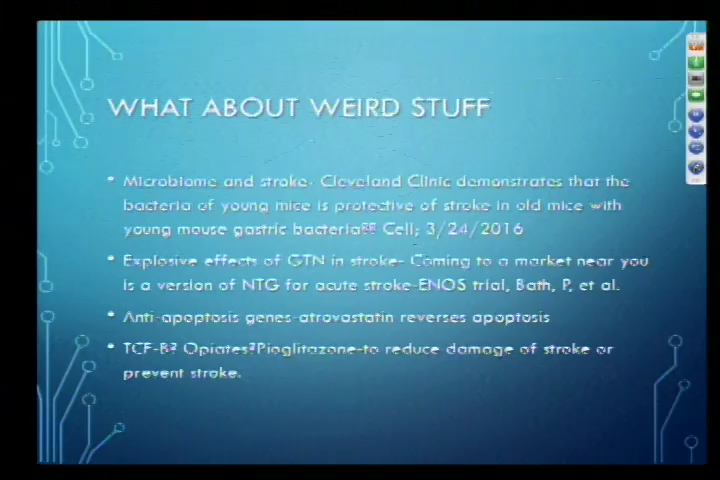 WHAT ABOUT WEIRD STUFF
• Microbiome and stroke- Cleveland Clinic demonstrates that the
bacteria of young mice is protective of stroke in old mice with
young mouse gastric bacteria?? Cell; 3/24/2016
• Explosive effects of GTN in stroke- Coming to a market near you
is a version of NTG for acute stroke-ENOS trial, Bath, P, et al.
• Anti-apoptosis genes-atrovastatin reverses apoptosis
• TCF-B? Opiates?Pioglitazone-to reduce damage of stroke or
prevent stroke.